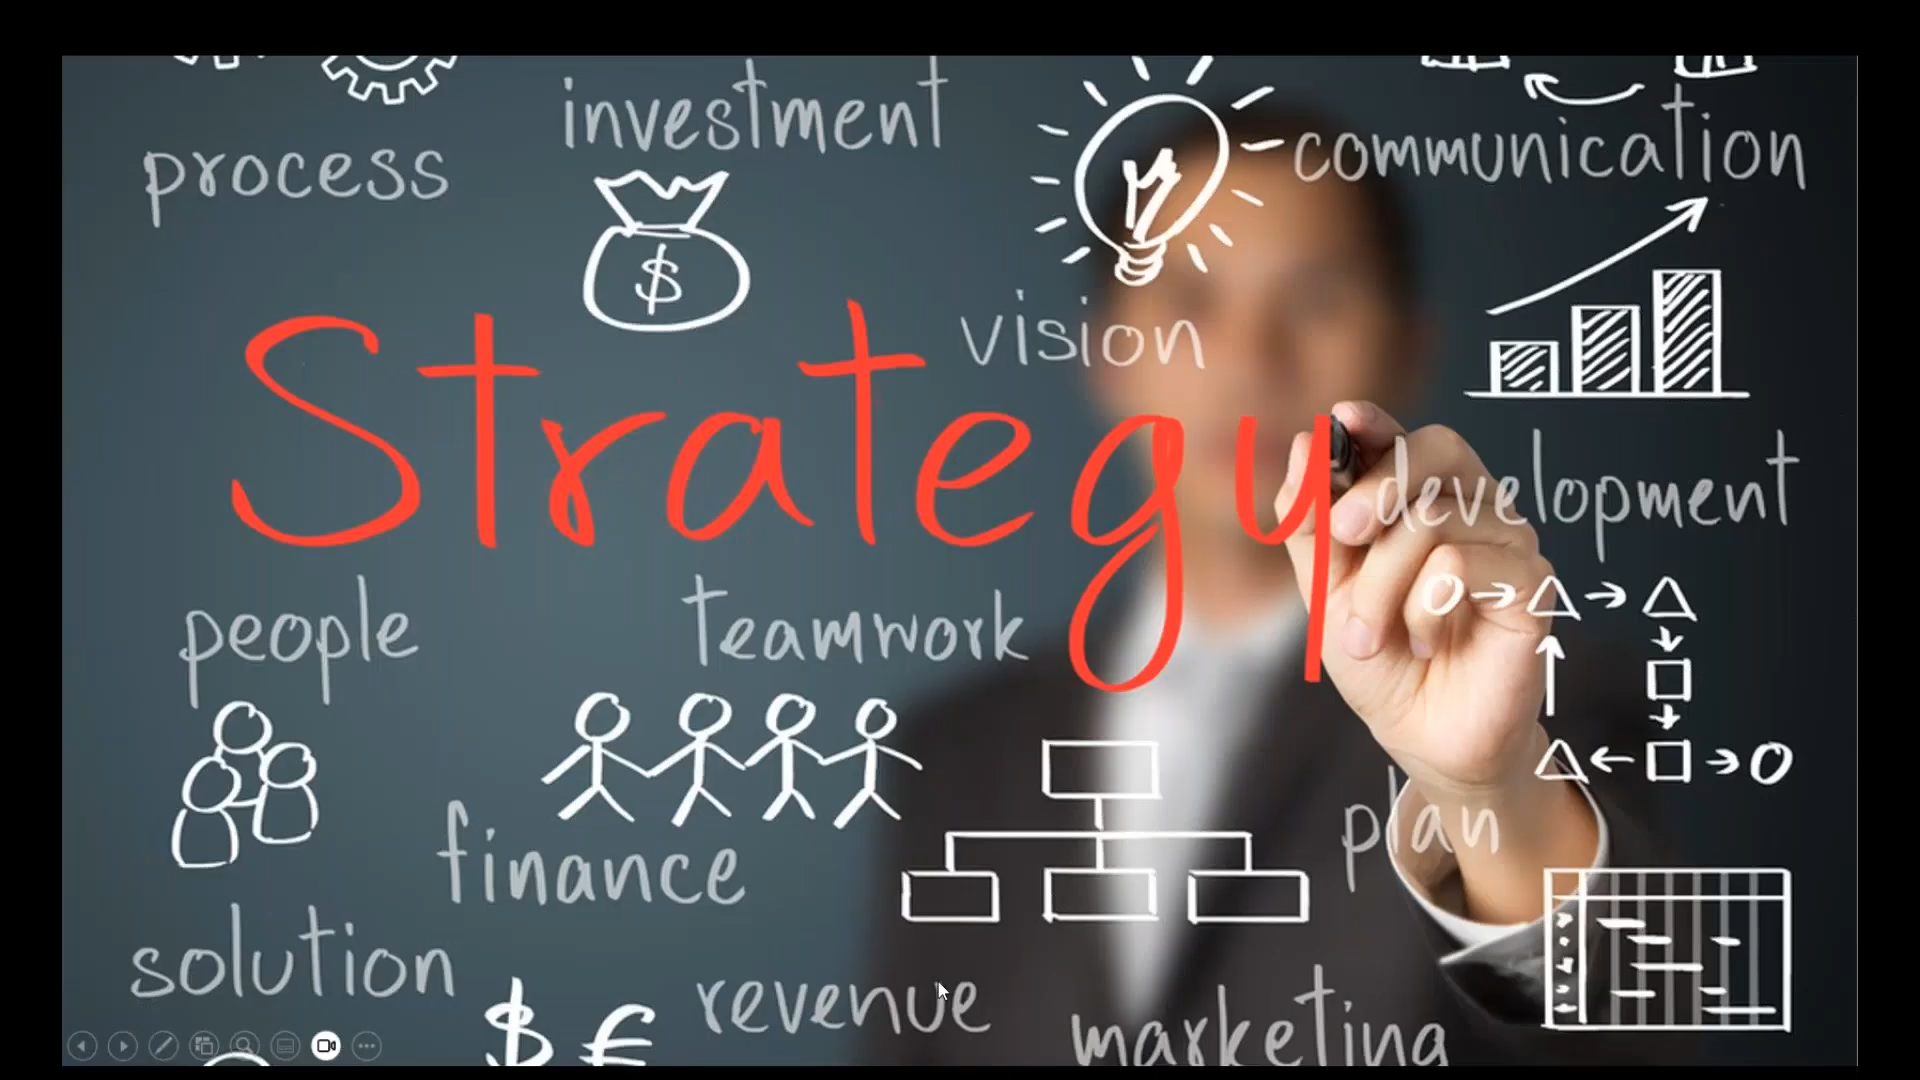 process
investment
communication
$
vision
Strategy
development
people
teamwork
finance
plan
solution
$ €
revenue
marketing